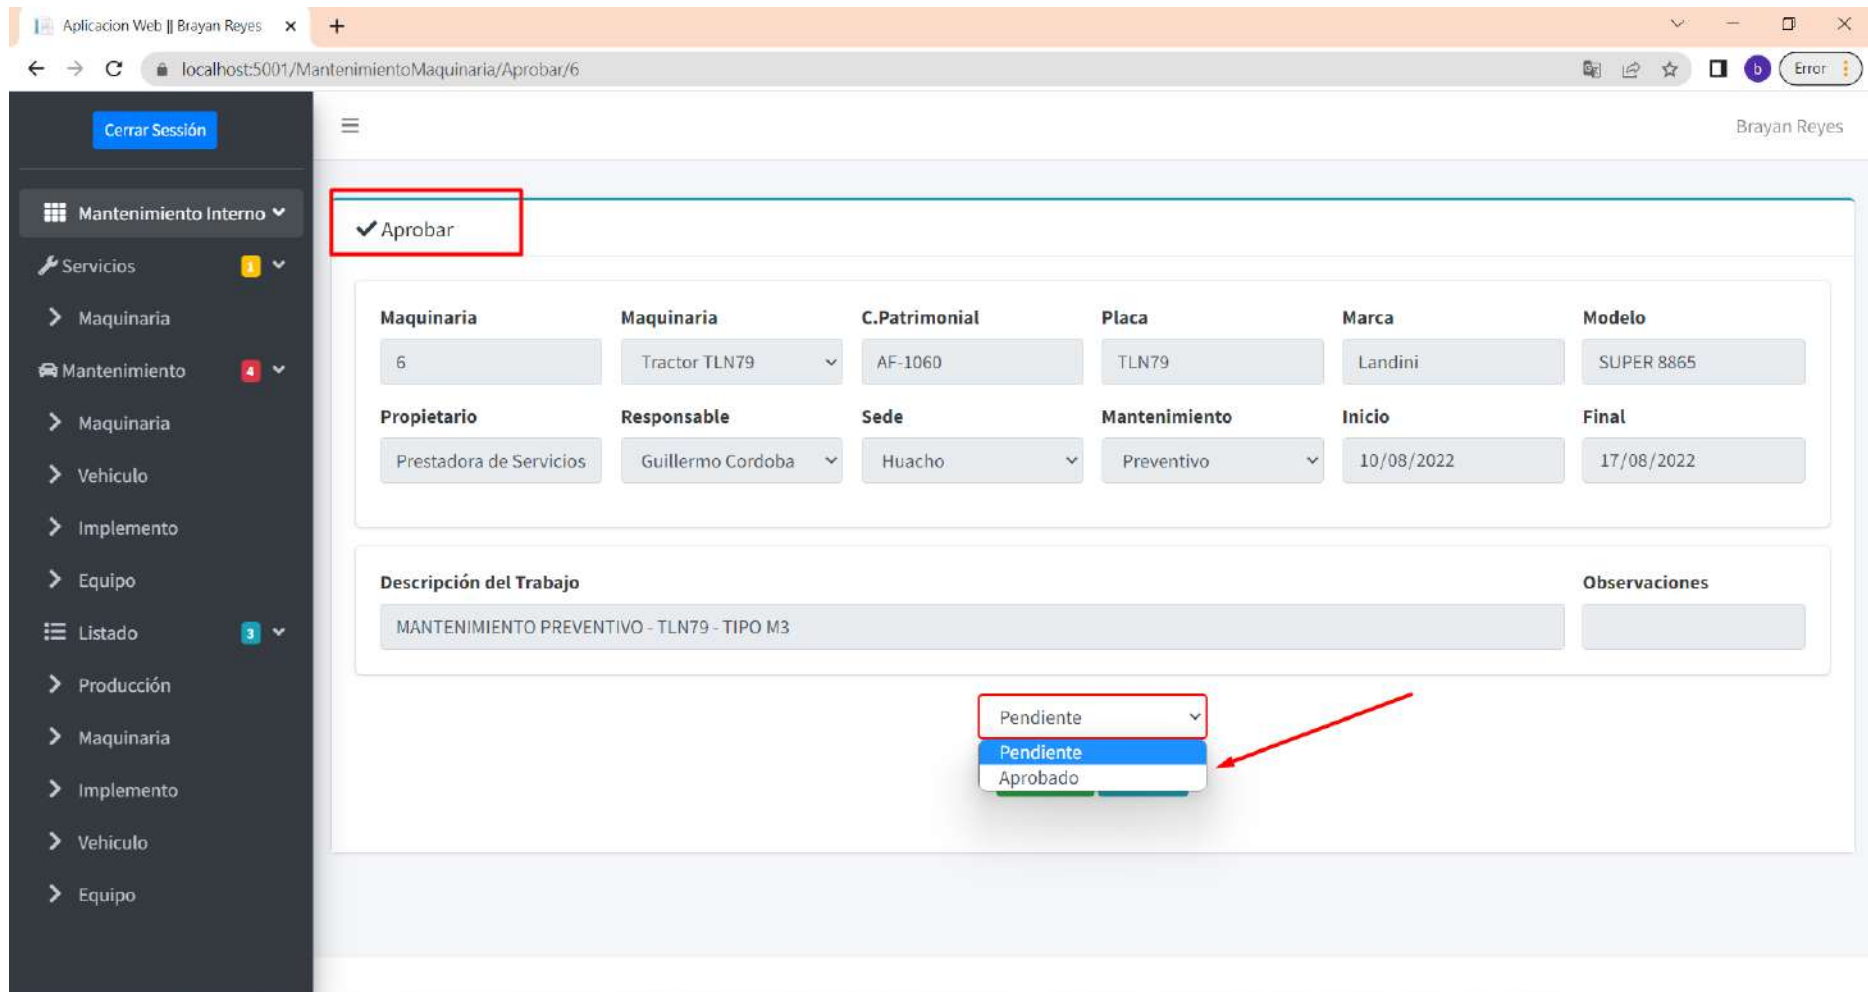 Aplicacion Web || Brayan Reyes
localhost:5001/MantenimientoMaquinaria/Aprobar/6
b
Error
Cerrar Sessión
Brayan Reyes
Mantenimiento Interno
Servicios 1
Maquinaria
Mantenimiento 4
Maquinaria
Vehiculo
Implemento
Equipo
Listado 3
Producción
Maquinaria
Implemento
Vehiculo
Equipo
Aprobar
Maquinaria Maquinaria C.Patrimonial Placa Marca Modelo
6 Tractor TLN79 AF-1060 TLN79 Landini SUPER 8865
Propietario Responsable Sede Mantenimiento Inicio Final
Prestadora de Servicios Guillermo Cordoba Huacho Preventivo 10/08/2022 17/08/2022
Descripción del Trabajo Observaciones
MANTENIMIENTO PREVENTIVO - TLN79 - TIPO M3
Pendiente
Pendiente
Aprobado